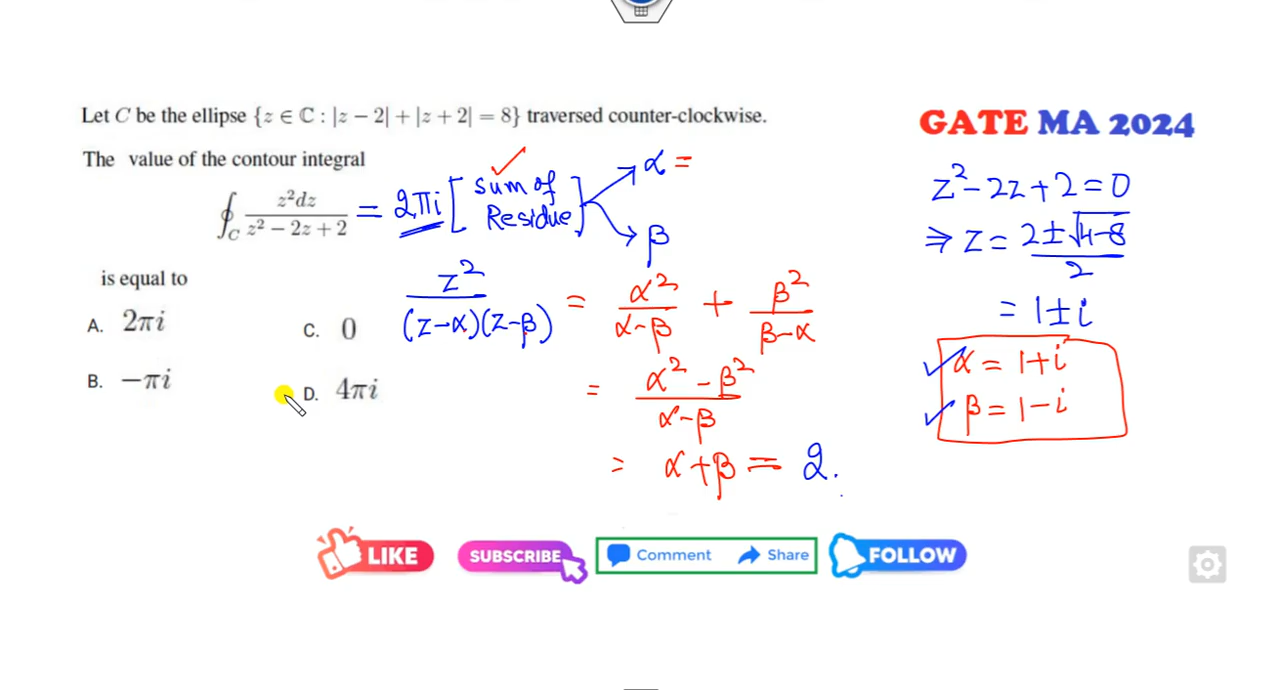 Let C be the ellipse {z ∈ ℂ : |z − 2| + |z + 2| = 8} traversed counter-clockwise.
GATE MA 2024
The value of the contour integral
∮_C z²dz / (z² − 2z + 2) = 2πi [Sum of Residue]
α =
β
z² − 2z + 2 = 0
⇒ z = (2 ± √(4−8)) / 2
= 1 ± i
α = 1 + i
β = 1 − i
is equal to
A. 2πi
C. 0
B. −πi
D. 4πi
z² / ((z−α)(z−β)) = α²/(α−β) + β²/(β−α)
= (α² − β²) / (α−β)
= α + β = 2.
LIKE
SUBSCRIBE
Comment
Share
FOLLOW